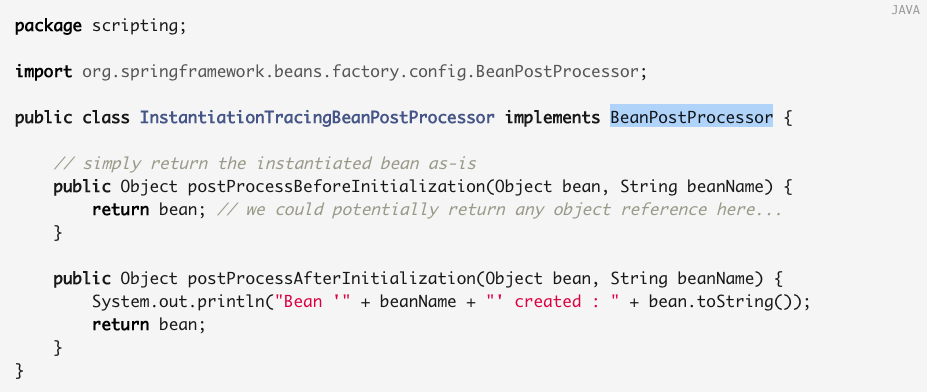 JAVA
package scripting;
import org.springframework.beans.factory.config.BeanPostProcessor;
public class InstantiationTracingBeanPostProcessor implements BeanPostProcessor {
// simply return the instantiated bean as-is
public Object postProcessBeforeInitialization(Object bean, String beanName) {
return bean; // we could potentially return any object reference here...
}
public Object postProcessAfterInitialization(Object bean, String beanName) {
System.out.println("Bean '" + beanName + "' created : " + bean.toString());
return bean;
}
}